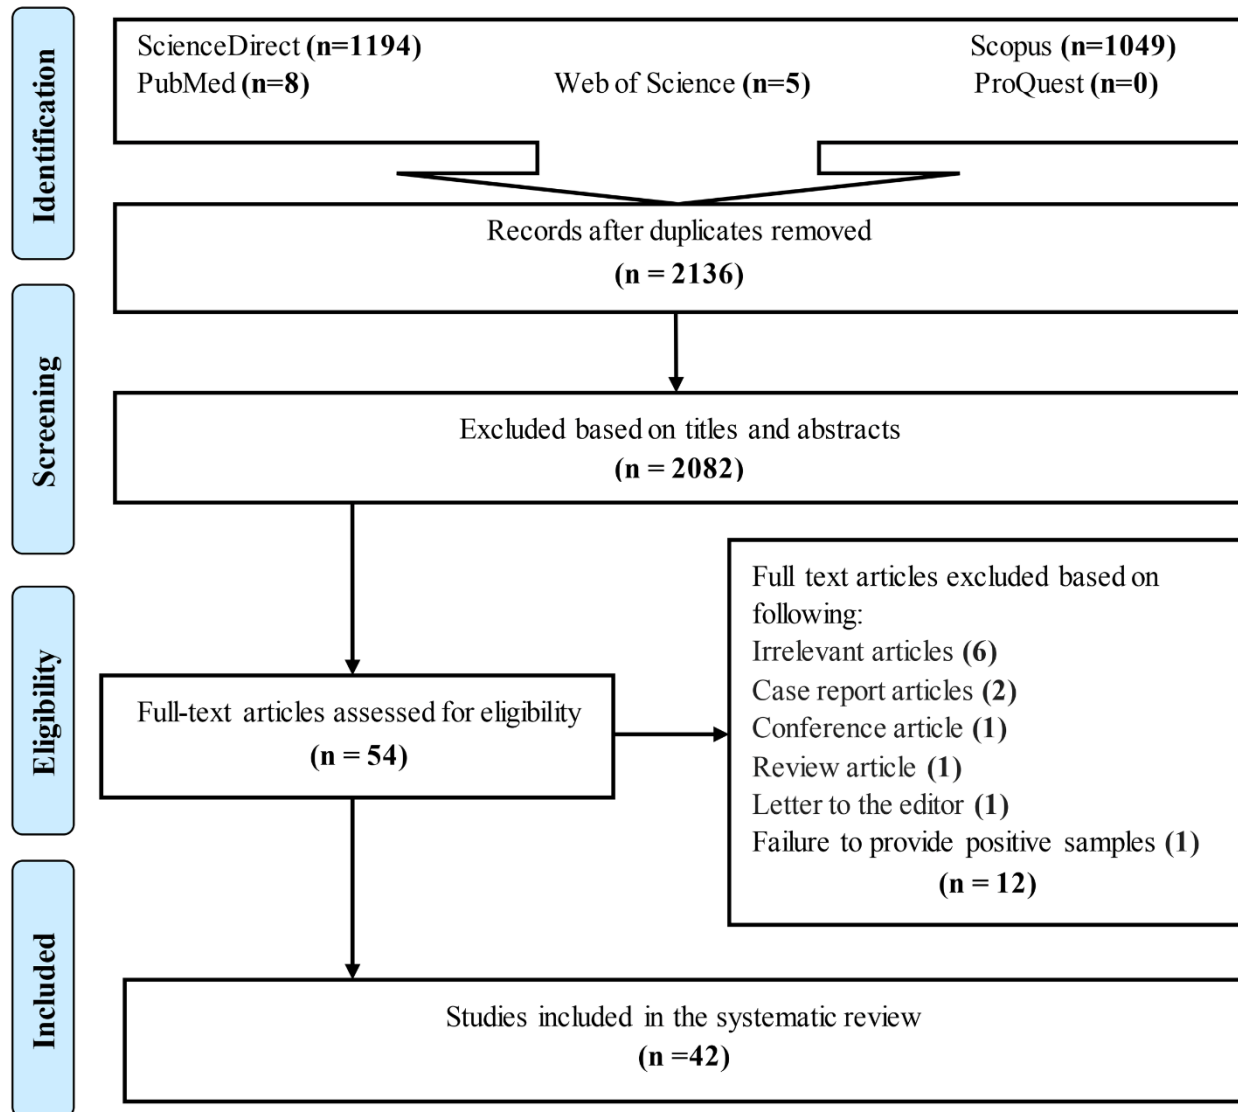 Identification
ScienceDirect (n=1194) Scopus (n=1049)
PubMed (n=8) Web of Science (n=5) ProQuest (n=0)
Records after duplicates removed
(n = 2136)
Screening
Excluded based on titles and abstracts
(n = 2082)
Eligibility
Full-text articles assessed for eligibility
(n = 54)
Full text articles excluded based on
following:
Irrelevant articles (6)
Case report articles (2)
Conference article (1)
Review article (1)
Letter to the editor (1)
Failure to provide positive samples (1)
(n = 12)
Included
Studies included in the systematic review
(n =42)